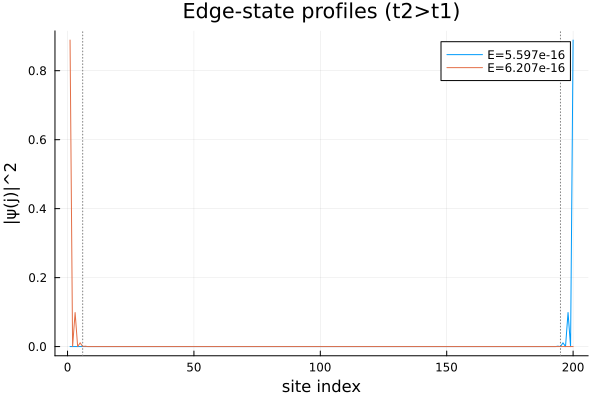 Edge-state profiles (t2>t1)
E=5.597e-16
E=6.207e-16
|ψ(j)|^2
0.8
0.6
0.4
0.2
0.0
0 50 100 150 200
site index